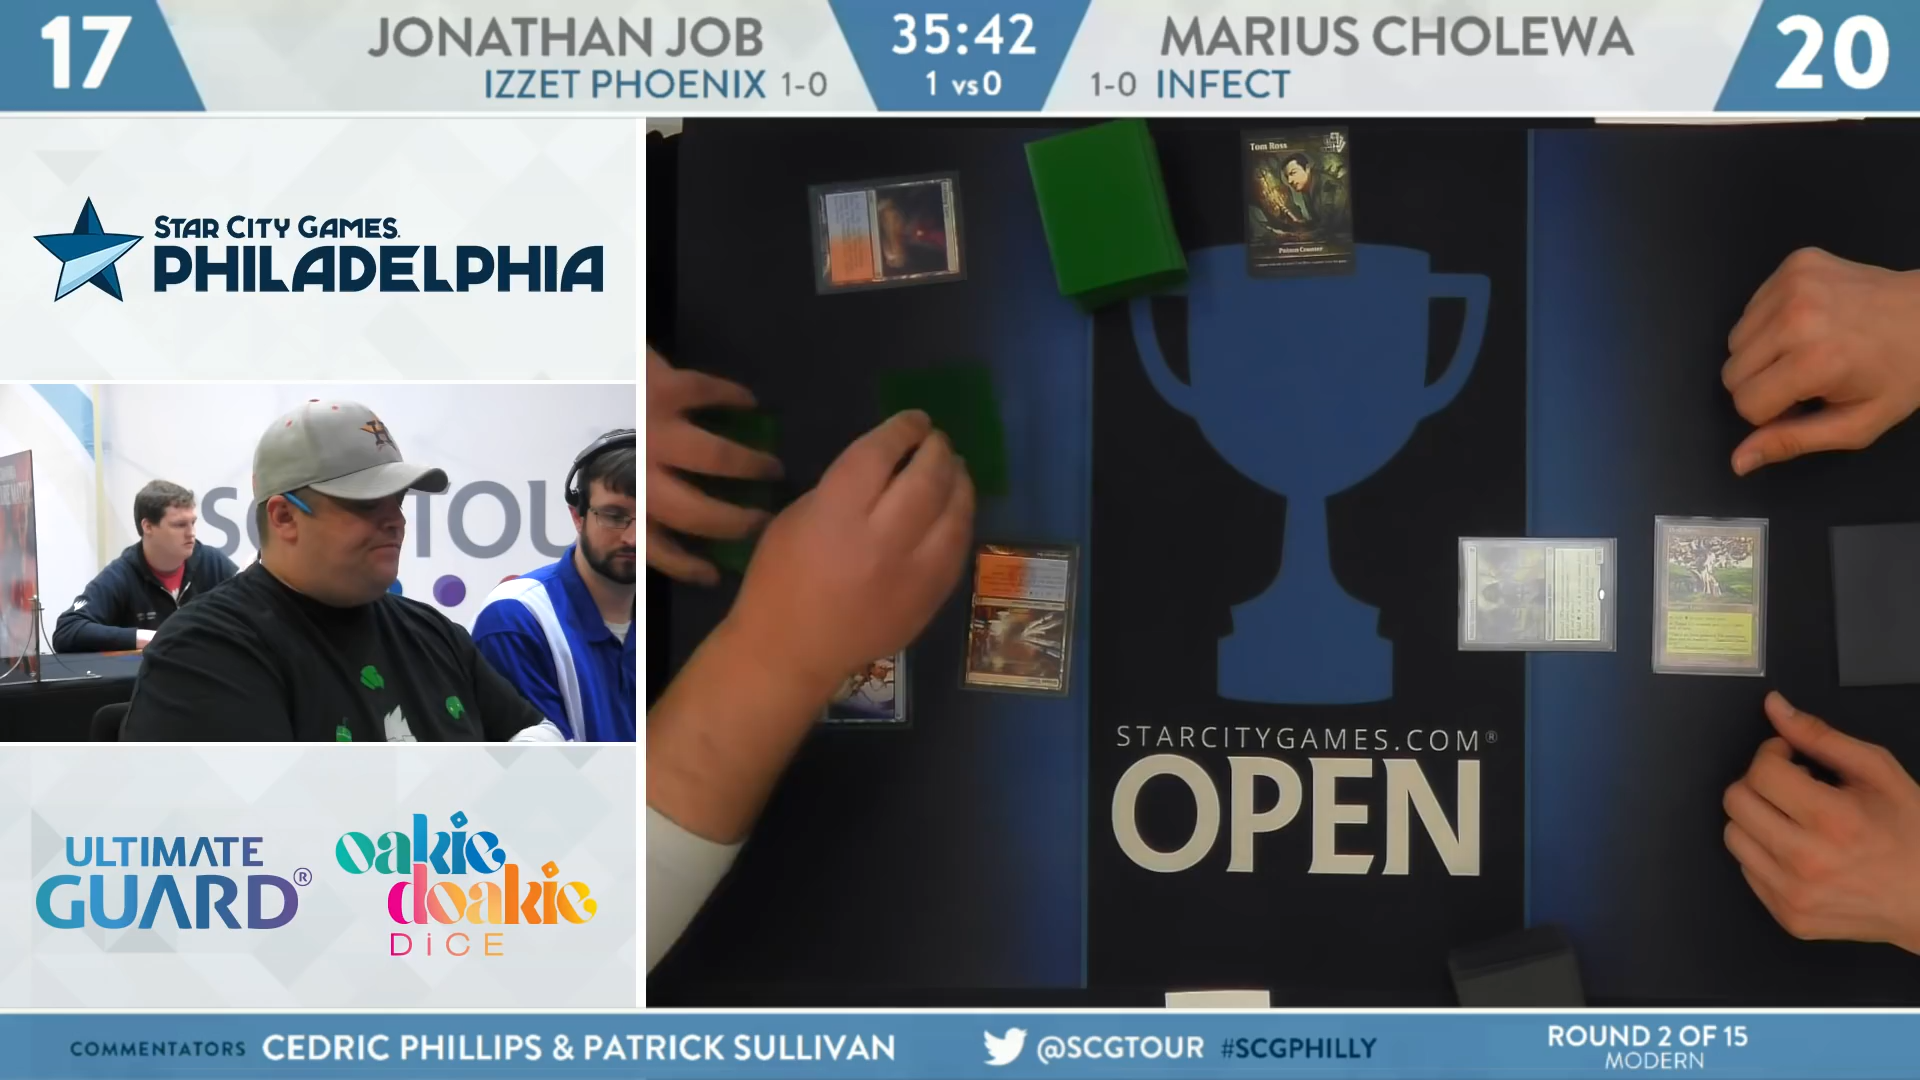 17
JONATHAN JOB
IZZET PHOENIX 1-0
35:42
1 vs 0
MARIUS CHOLEWA
1-0 INFECT
20
STAR CITY GAMES.
PHILADELPHIA
SCG TOUR
ULTIMATE
GUARD®
oakie
doakie
DiCE
Tom Ross
Poison Counter
STARCITYGAMES.COM®
OPEN
COMMENTATORS CEDRIC PHILLIPS & PATRICK SULLIVAN
@SCGTOUR #SCGPHILLY
ROUND 2 OF 15
MODERN